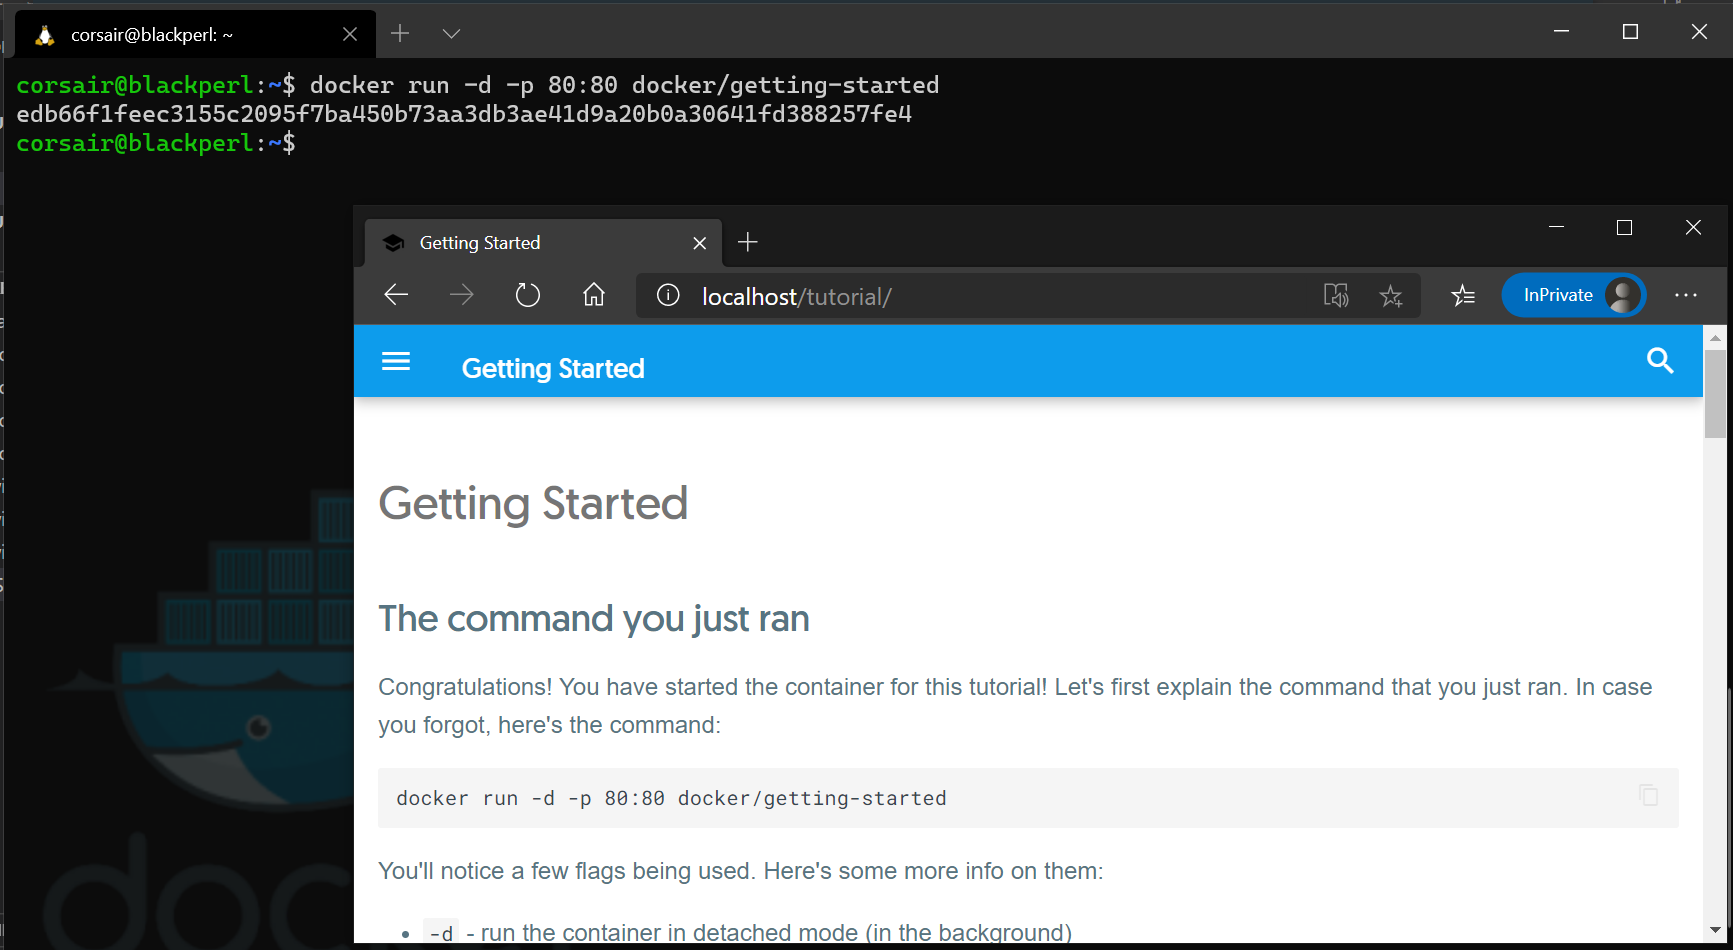 corsair@blackperl: ~
corsair@blackperl:~$ docker run -d -p 80:80 docker/getting-started
edb66f1feec3155c2095f7ba450b73aa3db3ae41d9a20b0a30641fd388257fe4
corsair@blackperl:~$
Getting Started
localhost/tutorial/
InPrivate
Getting Started
Getting Started
The command you just ran
Congratulations! You have started the container for this tutorial! Let's first explain the command that you just ran. In case
you forgot, here's the command:
docker run -d -p 80:80 docker/getting-started
You'll notice a few flags being used. Here's some more info on them:
• -d - run the container in detached mode (in the background)
doc